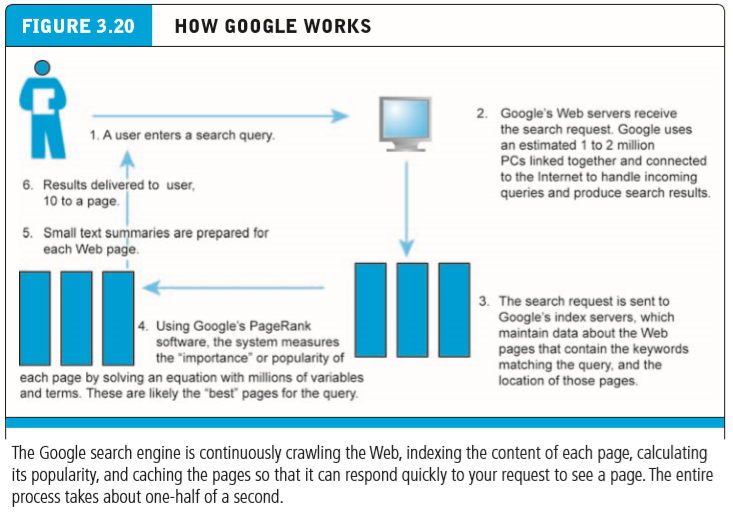 FIGURE 3.20 HOW GOOGLE WORKS
1. A user enters a search query.
2. Google's Web servers receive
the search request. Google uses
an estimated 1 to 2 million
PCs linked together and connected
to the Internet to handle incoming
queries and produce search results.
3. The search request is sent to
Google's index servers, which
maintain data about the Web
pages that contain the keywords
matching the query, and the
location of those pages.
4. Using Google's PageRank
software, the system measures
the "importance" or popularity of
each page by solving an equation with millions of variables
and terms. These are likely the "best" pages for the query.
5. Small text summaries are prepared for
each Web page.
6. Results delivered to user,
10 to a page.
The Google search engine is continuously crawling the Web, indexing the content of each page, calculating
its popularity, and caching the pages so that it can respond quickly to your request to see a page. The entire
process takes about one-half of a second.